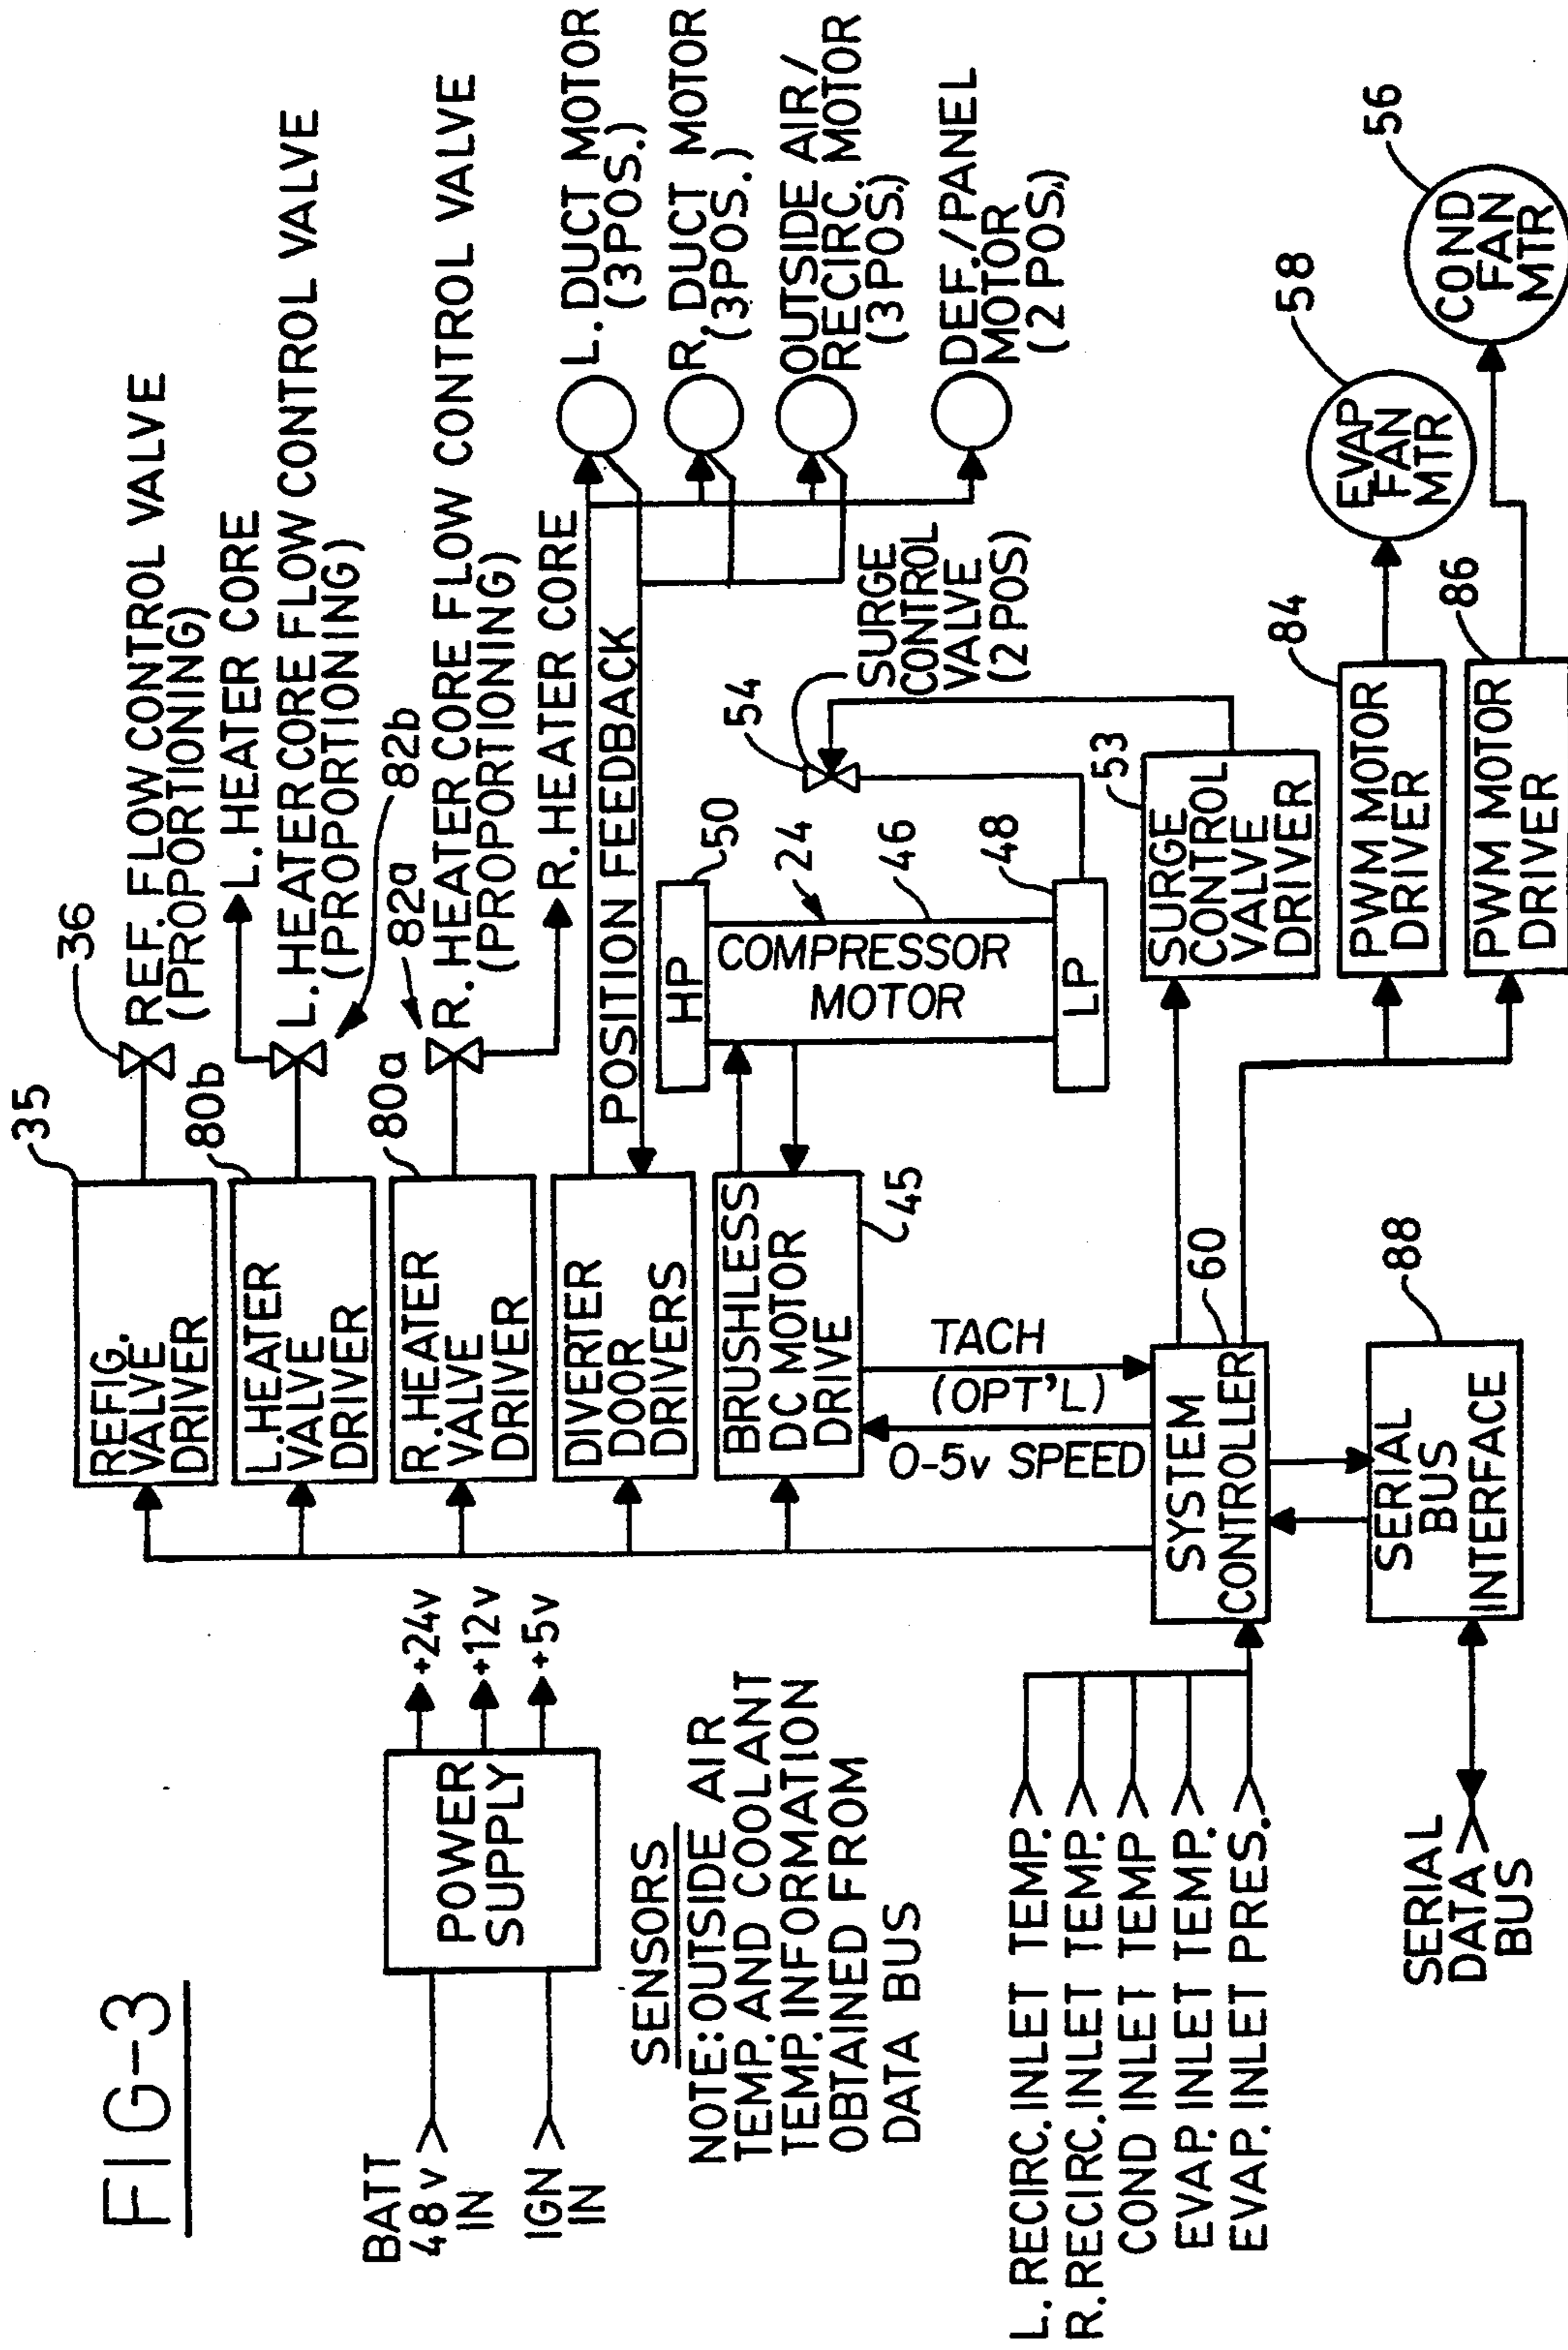 FIG-3
BATT
48v
IN
IGN
IN
POWER
SUPPLY
+24v
+12v
+5v
SENSORS
NOTE: OUTSIDE AIR
TEMP. AND COOLANT
TEMP. INFORMATION
OBTAINED FROM
DATA BUS
L. RECIRC. INLET TEMP.
R. RECIRC. INLET TEMP.
COND INLET TEMP
EVAP. INLET TEMP.
EVAP. INLET PRES.
SERIAL
DATA
BUS
35
REFIG.
VALVE
DRIVER
36
REF. FLOW CONTROL VALVE
(PROPORTIONING)
80b
L. HEATER
VALVE
DRIVER
L. HEATER CORE
L. HEATER CORE FLOW CONTROL VALVE
(PROPORTIONING)
82b
80a
R. HEATER
VALVE
DRIVER
82a
R. HEATER CORE FLOW CONTROL VALVE
(PROPORTIONING)
R. HEATER CORE
DIVERTER
DOOR
DRIVERS
POSITION FEEDBACK
L. DUCT MOTOR
(3POS.)
R. DUCT MOTOR
(3POS.)
OUTSIDE AIR/
RECIRC. MOTOR
(3 POS.)
DEF./PANEL
MOTOR
(2 POS.)
BRUSHLESS
DC MOTOR
DRIVE
45
HP
50
COMPRESSOR
MOTOR
24
46
LP
48
54
SURGE
CONTROL
VALVE
(2 POS)
TACH
(OPT'L)
0-5v SPEED
SYSTEM
CONTROLLER
60
SURGE
CONTROL
VALVE
DRIVER
53
PWM MOTOR
DRIVER
84
EVAP
FAN
MTR
58
PWM MOTOR
DRIVER
86
COND
FAN
MTR
56
SERIAL
BUS
INTERFACE
88